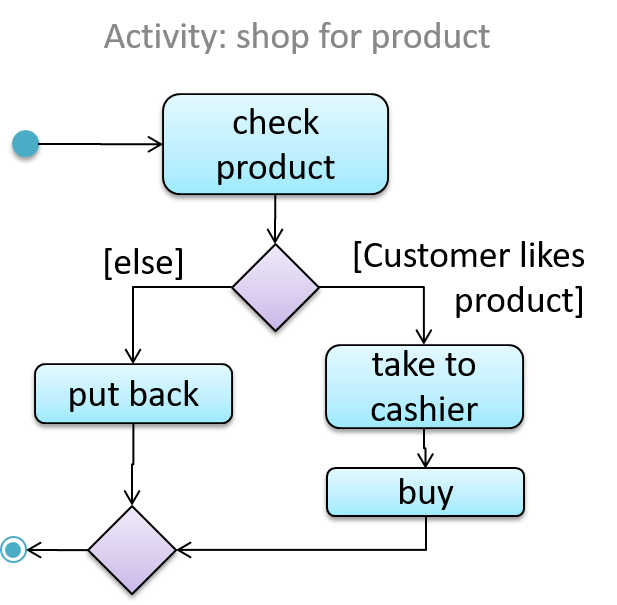 Activity: shop for product
check
product
[else]
[Customer likes
product]
put back
take to
cashier
buy